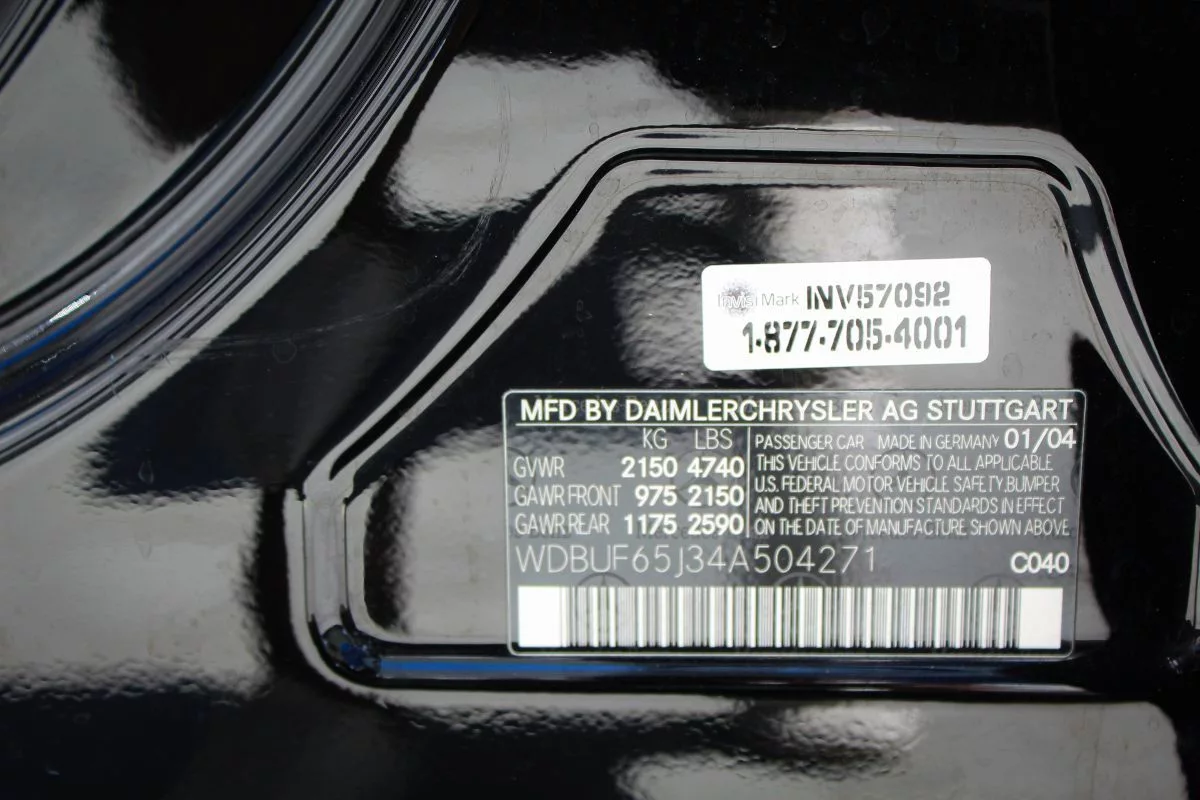 Invisi Mark INV57092
1-877-705-4001
MFD BY DAIMLERCHRYSLER AG STUTTGART
KG LBS
GVWR 2150 4740
GAWR FRONT 975 2150
GAWR REAR 1175 2590
PASSENGER CAR MADE IN GERMANY 01/04
THIS VEHICLE CONFORMS TO ALL APPLICABLE
U.S. FEDERAL MOTOR VEHICLE SAFETY, BUMPER
AND THEFT PREVENTION STANDARDS IN EFFECT
ON THE DATE OF MANUFACTURE SHOWN ABOVE
WDBUF65J34A504271 C040